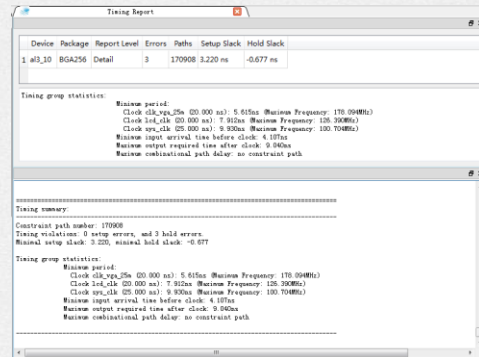 Timing Report
Device Package Report Level Errors Paths Setup Slack Hold Slack
1 al3_10 BGA256 Detail 3 170908 3.220 ns -0.677 ns
Timing group statistics:
Minimum period:
Clock clk_vga_25m (20.000 ns): 5.615ns (Maximum Frequency: 178.094MHz)
Clock lcd_clk (20.000 ns): 7.912ns (Maximum Frequency: 126.390MHz)
Clock sys_clk (25.000 ns): 9.930ns (Maximum Frequency: 100.704MHz)
Minimum input arrival time before clock: 4.187ns
Maximum output required time after clock: 9.040ns
Maximum combinational path delay: no constraint path
Timing summary:
Constraint path number: 170908
Timing violations: 0 setup errors, and 3 hold errors.
Minimal setup slack: 3.220, minimal hold slack: -0.677
Timing group statistics:
Minimum period:
Clock clk_vga_25m (20.000 ns): 5.615ns (Maximum Frequency: 178.094MHz)
Clock lcd_clk (20.000 ns): 7.912ns (Maximum Frequency: 126.390MHz)
Clock sys_clk (25.000 ns): 9.930ns (Maximum Frequency: 100.704MHz)
Minimum input arrival time before clock: 4.187ns
Maximum output required time after clock: 9.040ns
Maximum combinational path delay: no constraint path